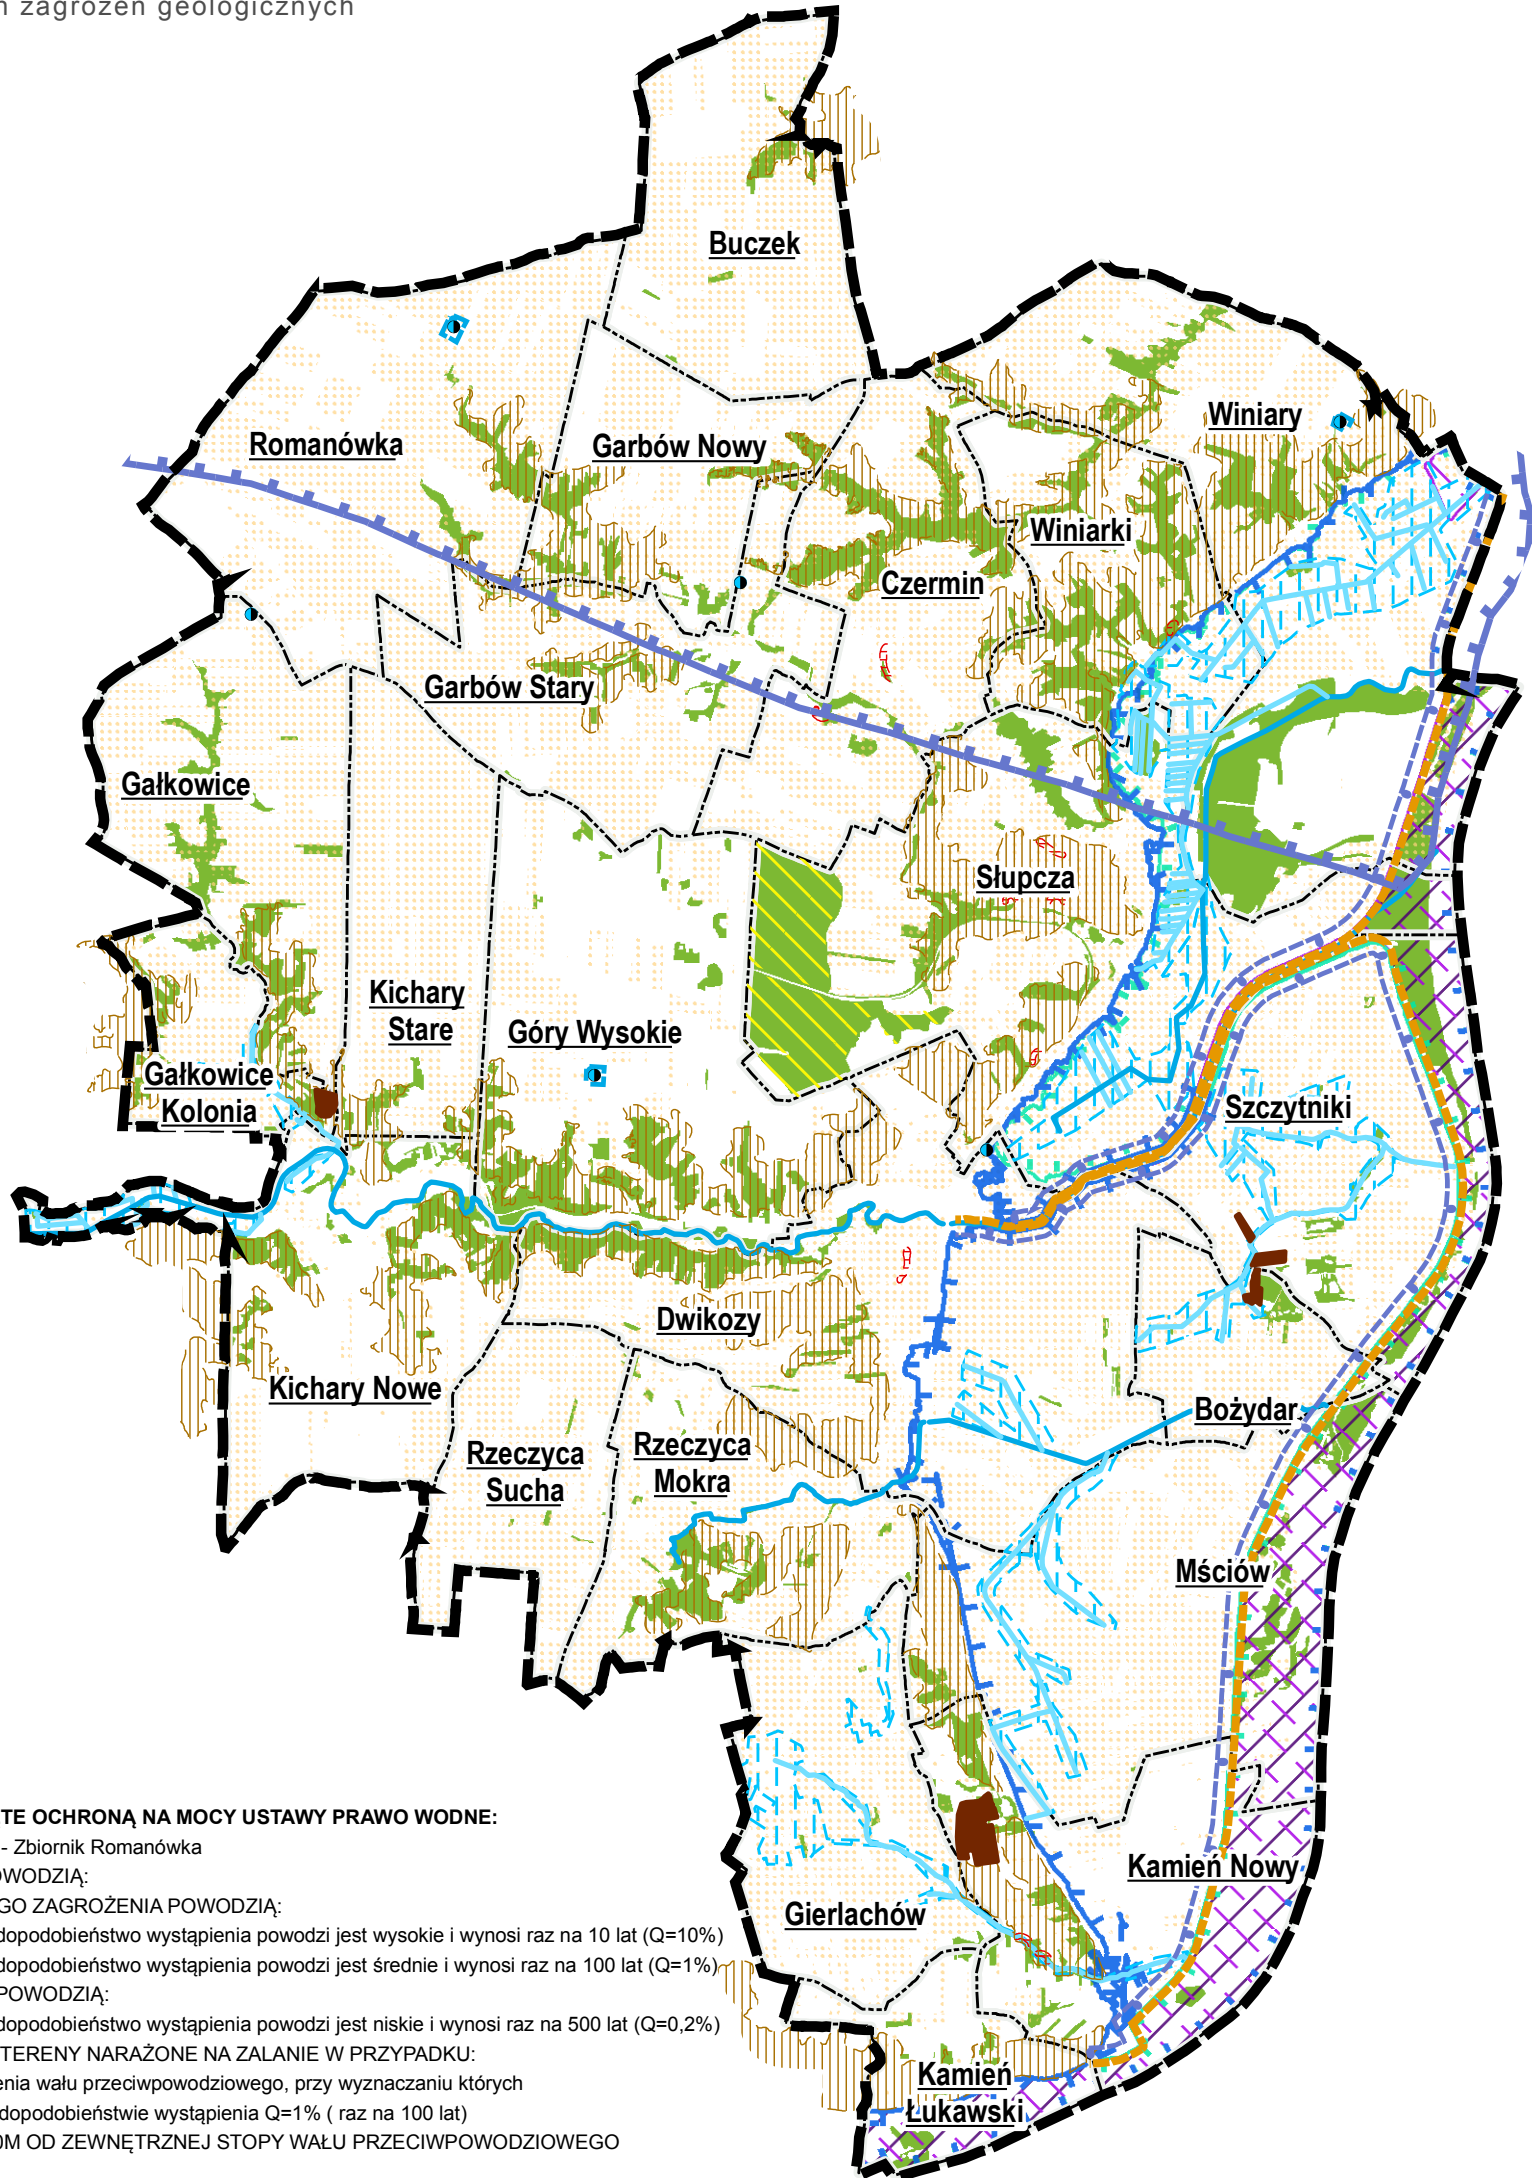 zagrożeń geologicznych
Buczek
Winiary
Romanówka
Garbów Nowy
Winiarki
Czermin
Garbów Stary
Gałkowice
Słupcza
Kichary
Stare
Góry Wysokie
Gałkowice
Kolonia
Szczytniki
Dwikozy
Kichary Nowe
Bożydar
Rzeczyca
Sucha
Rzeczyca
Mokra
Mściów
TE OCHRONĄ NA MOCY USTAWY PRAWO WODNE:
- Zbiornik Romanówka
OWODZIĄ:
GO ZAGROŻENIA POWODZIĄ:
dopodobieństwo wystąpienia powodzi jest wysokie i wynosi raz na 10 lat (Q=10%)
dopodobieństwo wystąpienia powodzi jest średnie i wynosi raz na 100 lat (Q=1%)
POWODZIĄ:
dopodobieństwo wystąpienia powodzi jest niskie i wynosi raz na 500 lat (Q=0,2%)
TERENY NARAŻONE NA ZALANIE W PRZYPADKU:
enia wału przeciwpowodziowego, przy wyznaczaniu których
dopodobieństwie wystąpienia Q=1% ( raz na 100 lat)
0M OD ZEWNĘTRZNEJ STOPY WAŁU PRZECIWPOWODZIOWEGO
Kamień Nowy
Gierlachów
Kamień
Łukawski